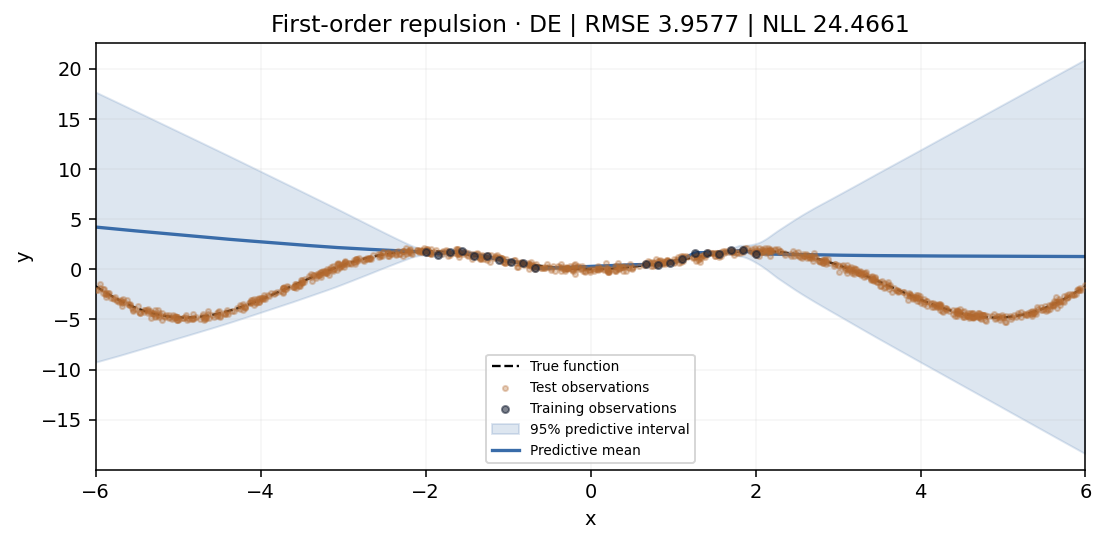 First-order repulsion · DE | RMSE 3.9577 | NLL 24.4661
20
15
10
5
0
−5
−10
−15
y
−6
−4
−2
0
2
4
6
x
True function
Test observations
Training observations
95% predictive interval
Predictive mean